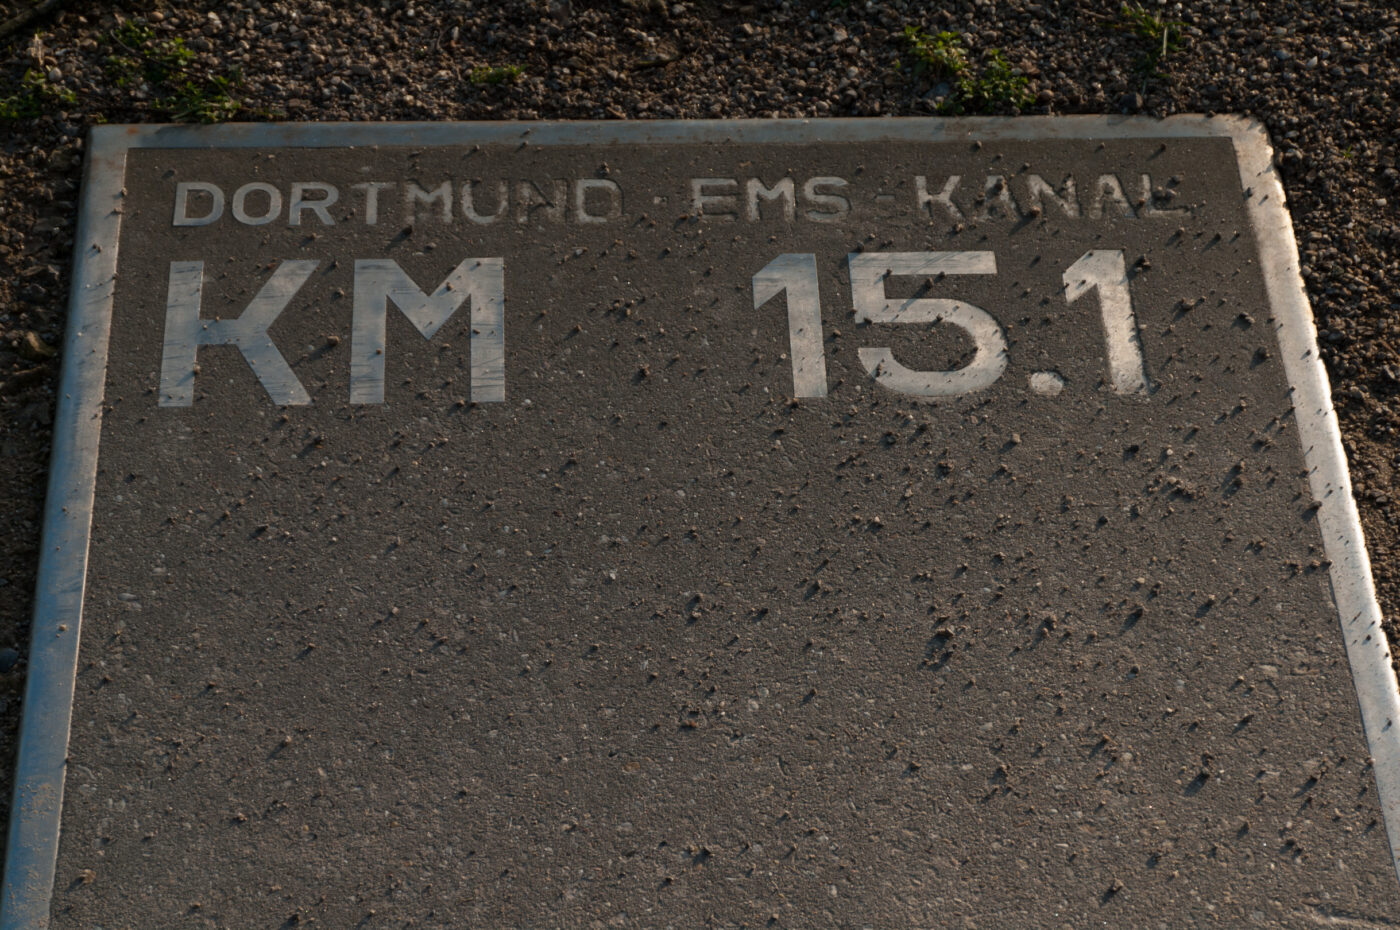 DORTMUND - EMS - KANAL
KM 15.1